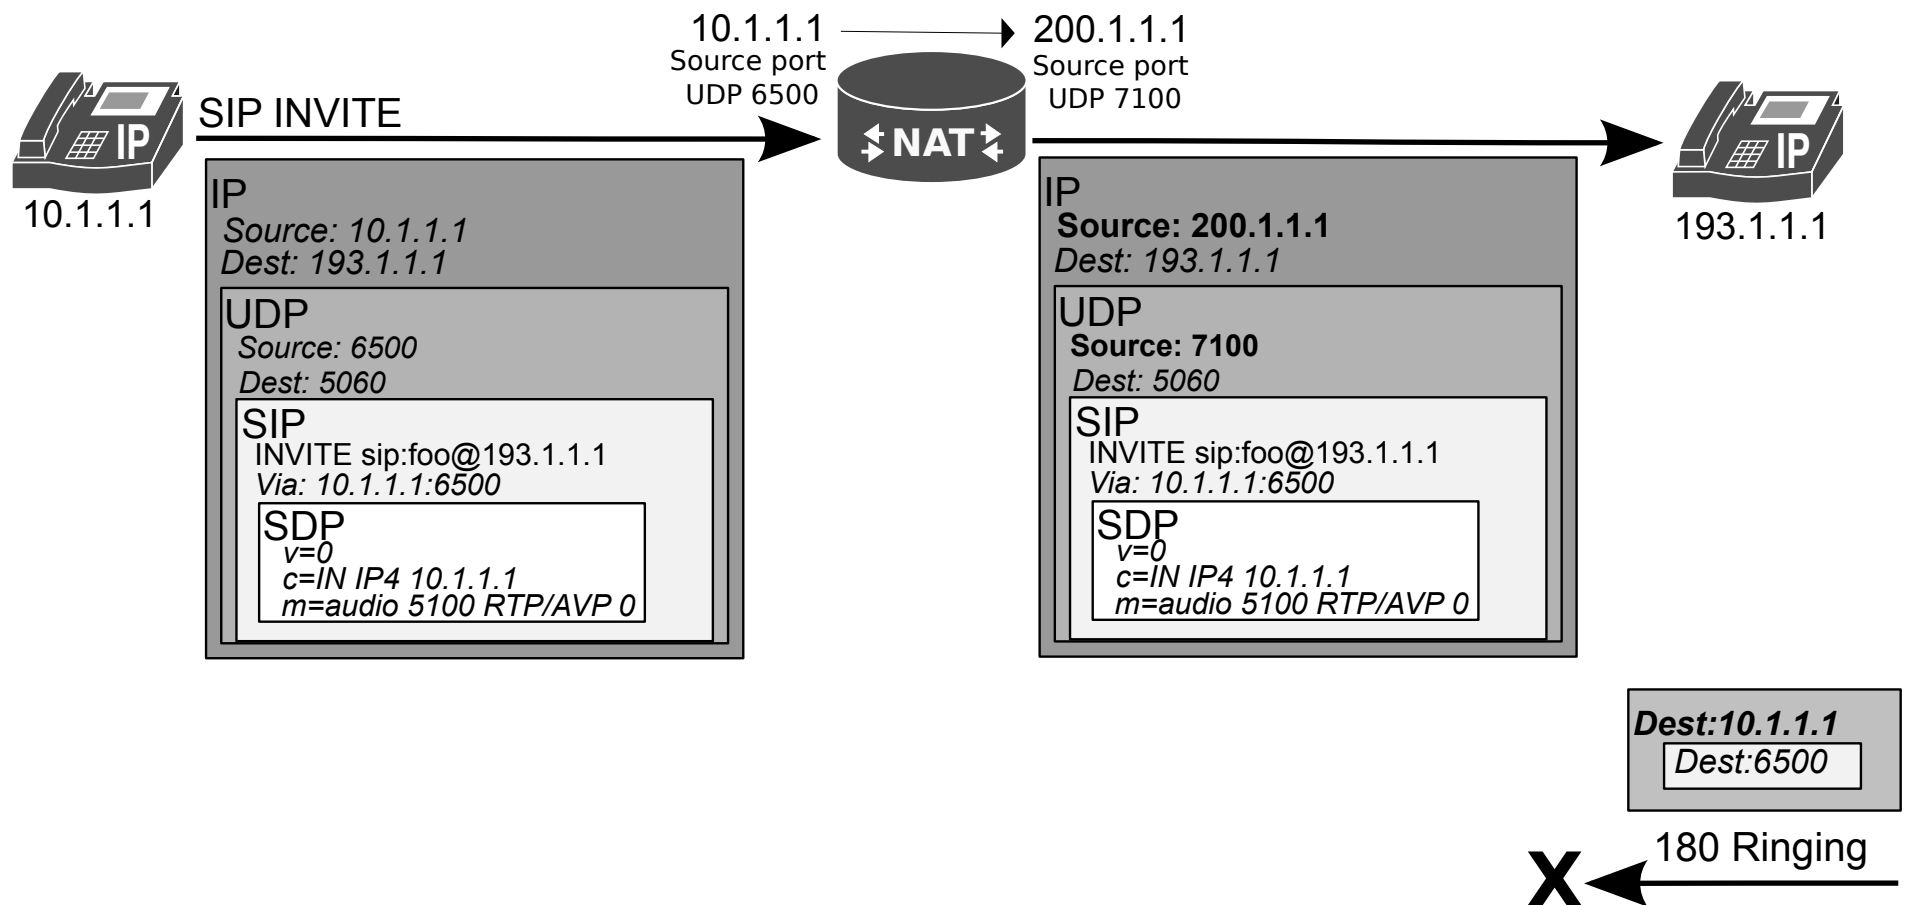 10.1.1.1
Source port
UDP 6500
200.1.1.1
Source port
UDP 7100
SIP INVITE
IP
10.1.1.1
NAT
IP
193.1.1.1
IP
Source: 10.1.1.1
Dest: 193.1.1.1
UDP
Source: 6500
Dest: 5060
SIP
INVITE sip:foo@193.1.1.1
Via: 10.1.1.1:6500
SDP
v=0
c=IN IP4 10.1.1.1
m=audio 5100 RTP/AVP 0
IP
Source: 200.1.1.1
Dest: 193.1.1.1
UDP
Source: 7100
Dest: 5060
SIP
INVITE sip:foo@193.1.1.1
Via: 10.1.1.1:6500
SDP
v=0
c=IN IP4 10.1.1.1
m=audio 5100 RTP/AVP 0
Dest:10.1.1.1
Dest:6500
180 Ringing
X